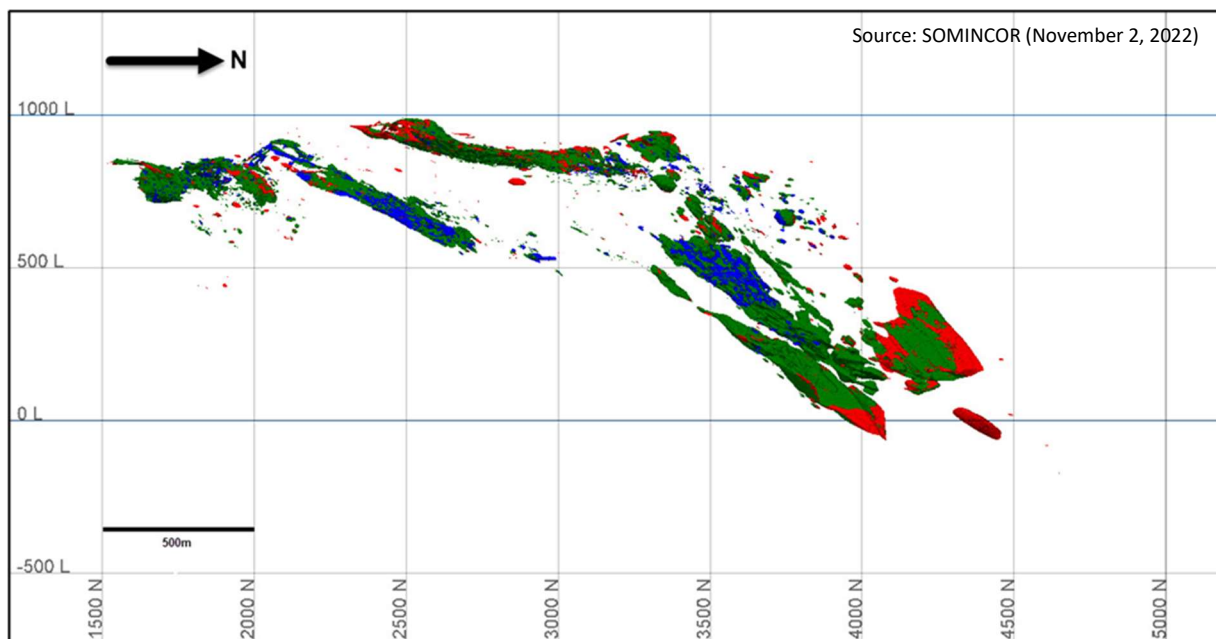 Source: SOMINCOR (November 2, 2022)
N
1000 L
500 L
0 L
500m
-500 L
1500 N
2000 N
2500 N
3000 N
3500 N
4000 N
4500 N
5000 N